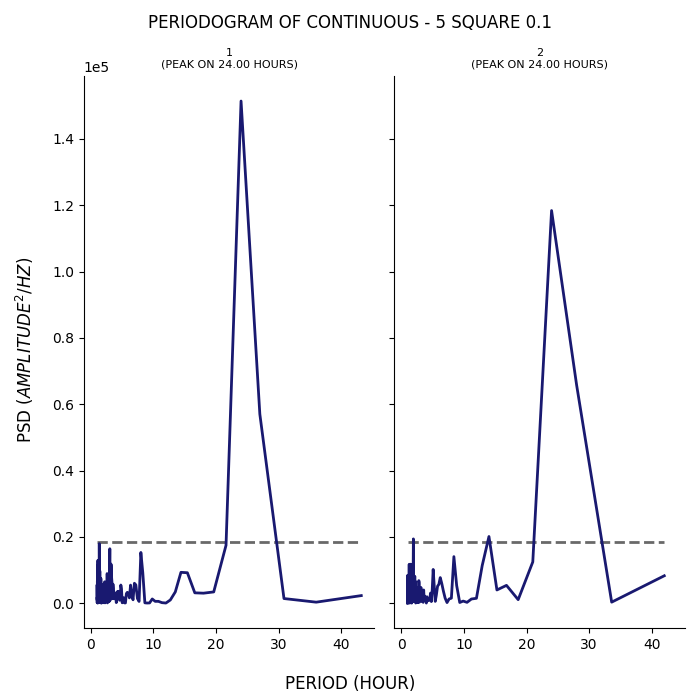 PERIODOGRAM OF CONTINUOUS - 5 SQUARE 0.1
1
(PEAK ON 24.00 HOURS)
2
(PEAK ON 24.00 HOURS)
1e5
1.4
1.2
1.0
0.8
0.6
0.4
0.2
0.0
PSD (AMPLITUDE²/HZ)
0 10 20 30 40
0 10 20 30 40
PERIOD (HOUR)